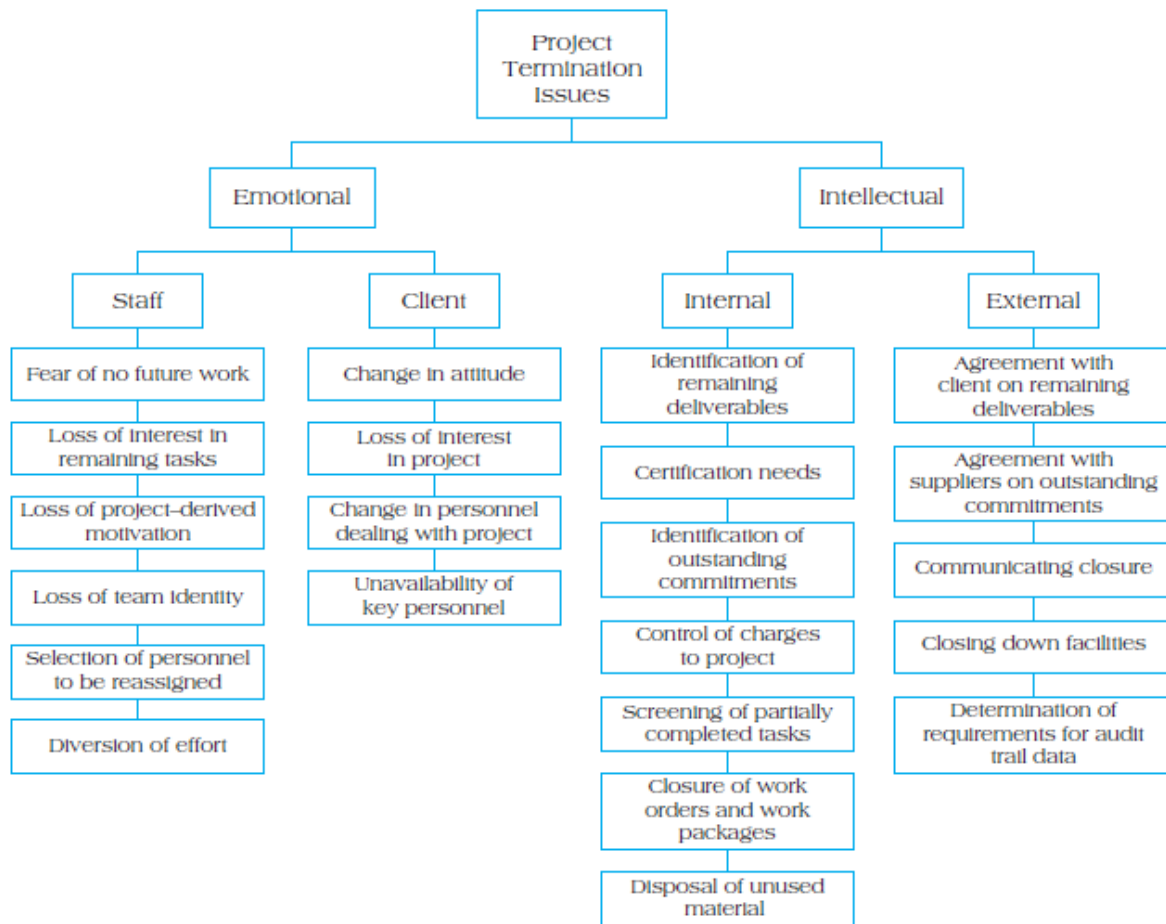 Project
Termination
Issues
Emotional
Intellectual
Staff
Client
Internal
External
Fear of no future work
Loss of interest in
remaining tasks
Loss of project–derived
motivation
Loss of team identity
Selection of personnel
to be reassigned
Diversion of effort
Change in attitude
Loss of interest
in project
Change in personnel
dealing with project
Unavailability of
key personnel
Identification of
remaining
deliverables
Certification needs
Identification of
outstanding
commitments
Control of charges
to project
Screening of partially
completed tasks
Closure of work
orders and work
packages
Disposal of unused
material
Agreement with
client on remaining
deliverables
Agreement with
suppliers on outstanding
commitments
Communicating closure
Closing down facilities
Determination of
requirements for audit
trail data